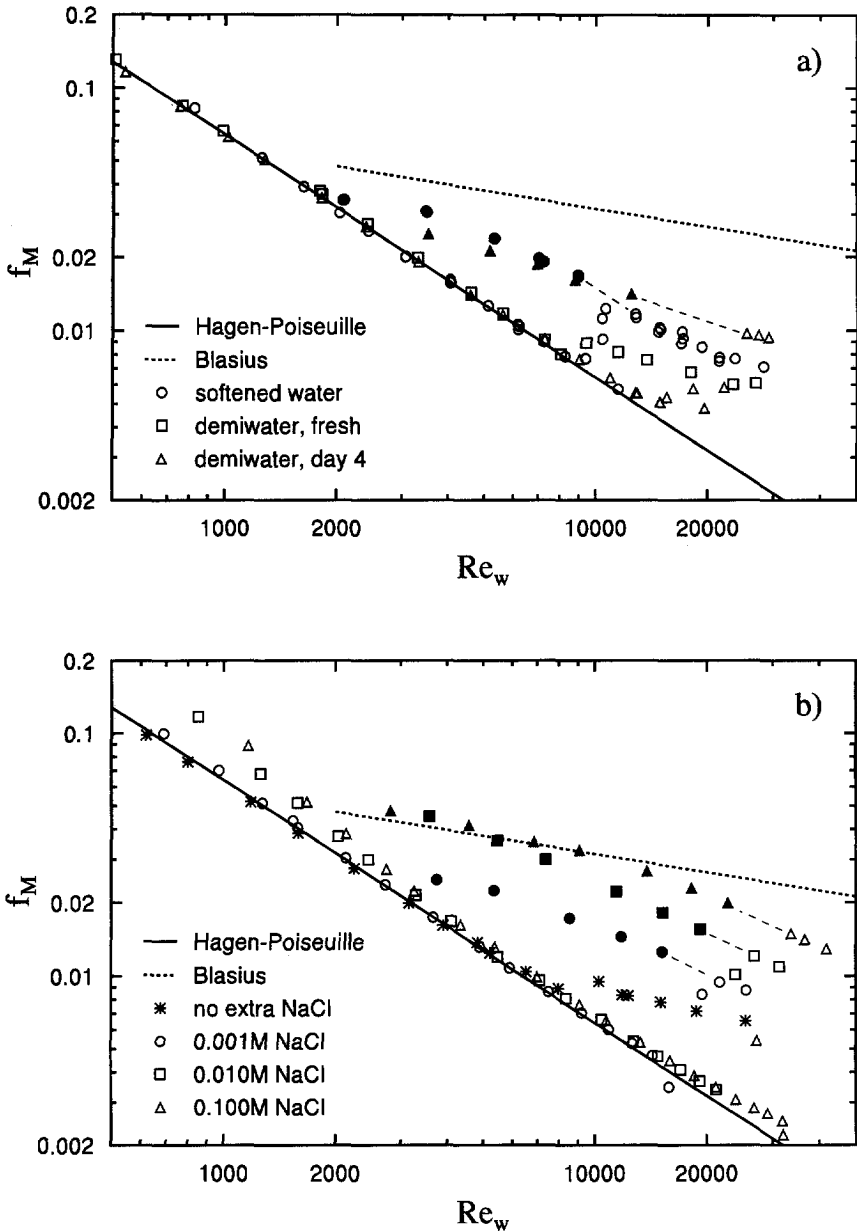 a)
0.2
0.1
0.02
0.01
0.002
f_M
Hagen-Poiseuille
Blasius
softened water
demiwater, fresh
demiwater, day 4
1000 2000 10000 20000
Re_w
b)
0.2
0.1
0.02
0.01
0.002
f_M
Hagen-Poiseuille
Blasius
no extra NaCl
0.001M NaCl
0.010M NaCl
0.100M NaCl
1000 2000 10000 20000
Re_w